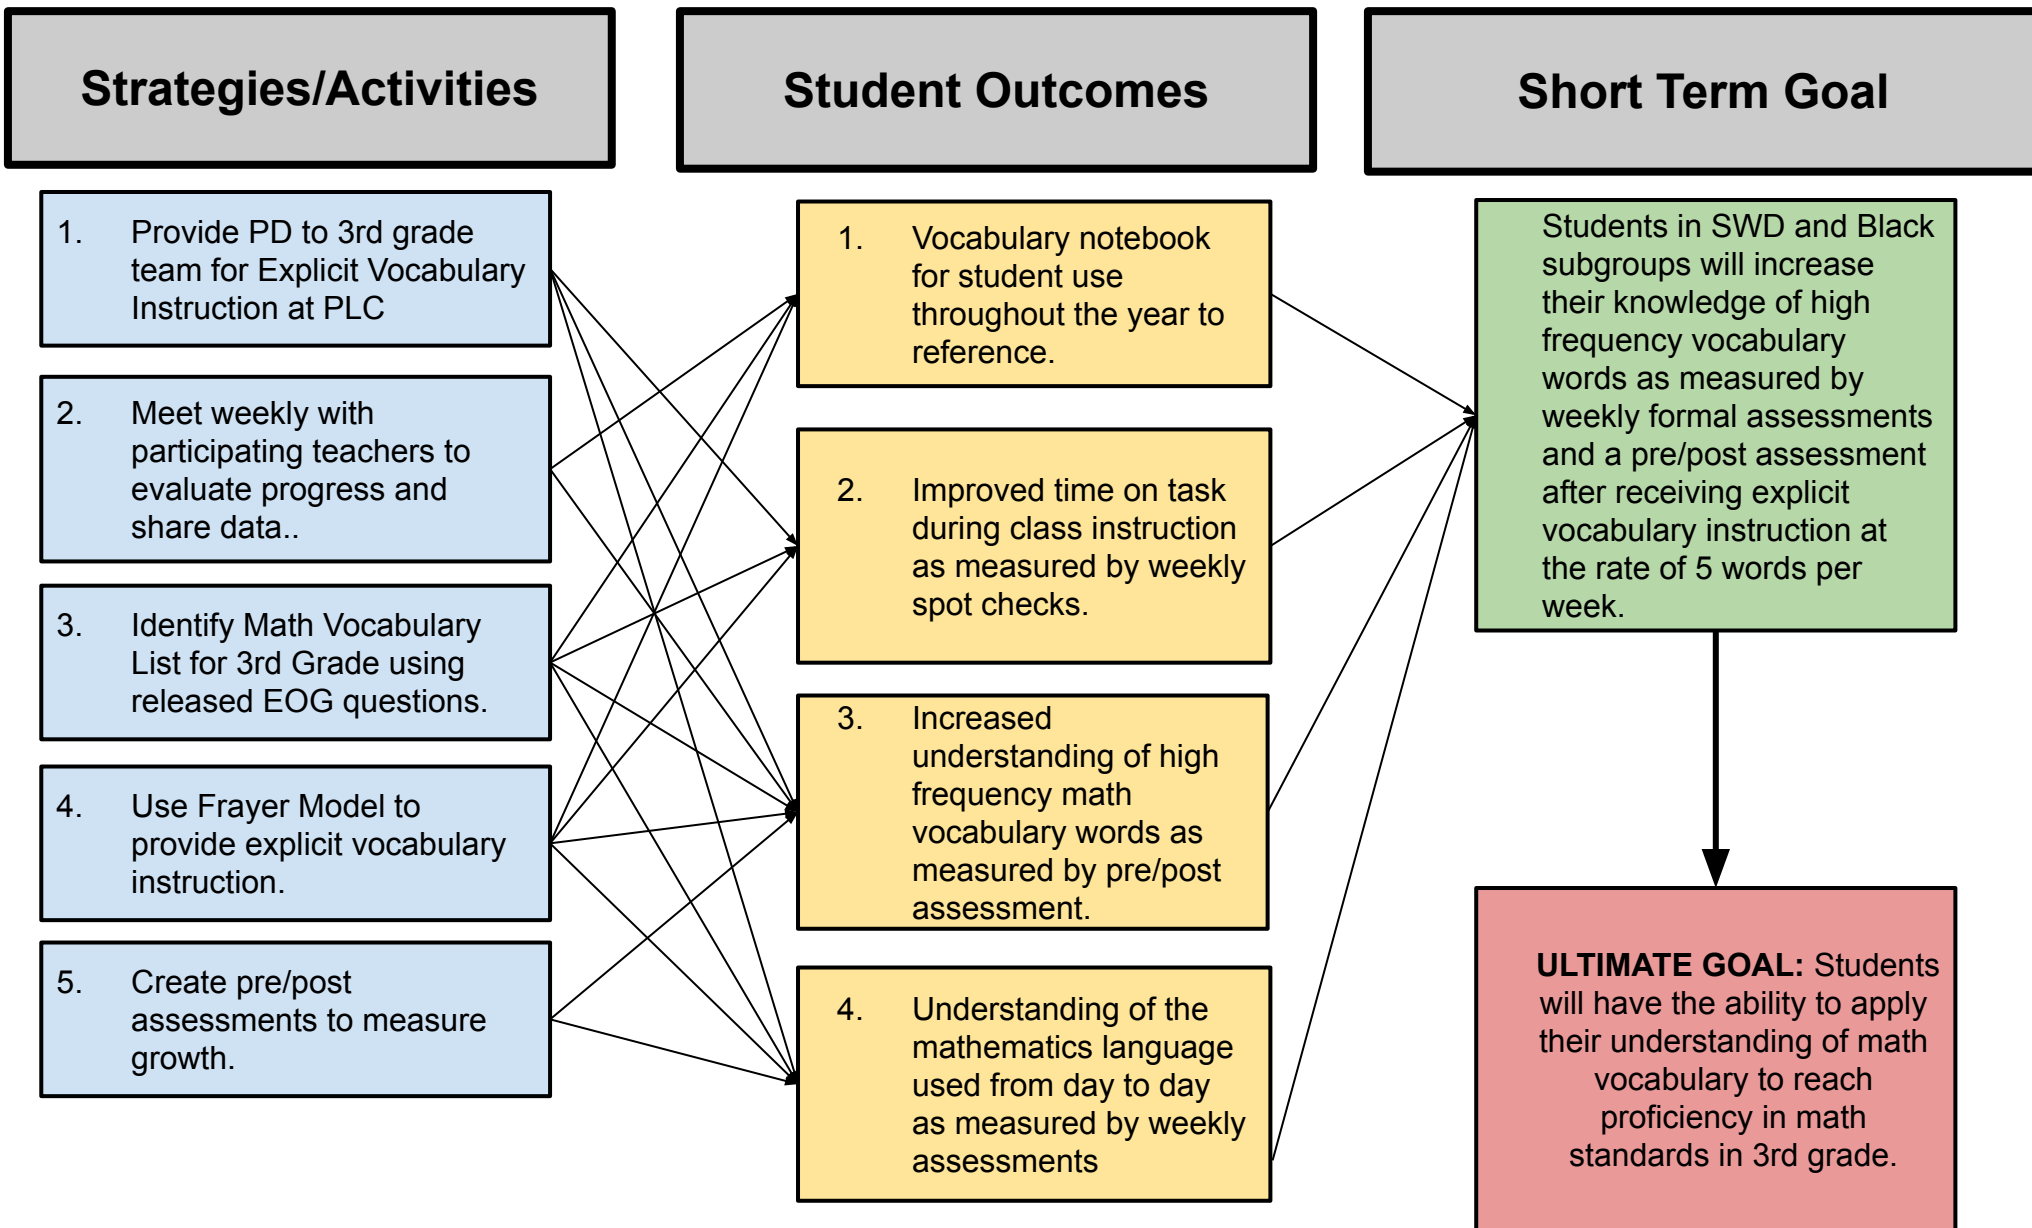 Strategies/Activities
Student Outcomes
Short Term Goal
1. Provide PD to 3rd grade
team for Explicit Vocabulary
Instruction at PLC
2. Meet weekly with
participating teachers to
evaluate progress and
share data..
3. Identify Math Vocabulary
List for 3rd Grade using
released EOG questions.
4. Use Frayer Model to
provide explicit vocabulary
instruction.
5. Create pre/post
assessments to measure
growth.
1. Vocabulary notebook
for student use
throughout the year to
reference.
2. Improved time on task
during class instruction
as measured by weekly
spot checks.
3. Increased
understanding of high
frequency math
vocabulary words as
measured by pre/post
assessment.
4. Understanding of the
mathematics language
used from day to day
as measured by weekly
assessments
Students in SWD and Black
subgroups will increase
their knowledge of high
frequency vocabulary
words as measured by
weekly formal assessments
and a pre/post assessment
after receiving explicit
vocabulary instruction at
the rate of 5 words per
week.
ULTIMATE GOAL: Students
will have the ability to apply
their understanding of math
vocabulary to reach
proficiency in math
standards in 3rd grade.